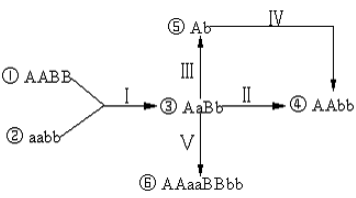 ⑤ Ab
Ⅳ
① AABB
Ⅲ
Ⅰ
③ AaBb
Ⅱ
④ AAbb
② aabb
Ⅴ
⑥ AAaaBBbb